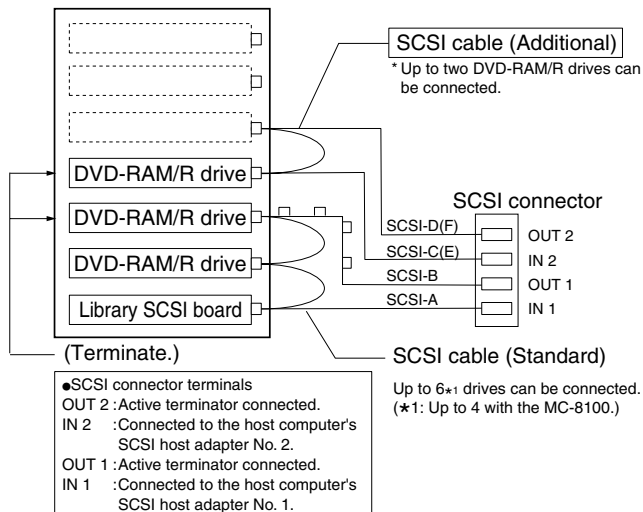 SCSI cable (Additional)
* Up to two DVD-RAM/R drives can
be connected.
DVD-RAM/R drive
DVD-RAM/R drive
DVD-RAM/R drive
Library SCSI board
SCSI connector
SCSI-D(F)
OUT 2
SCSI-C(E)
IN 2
SCSI-B
OUT 1
SCSI-A
IN 1
(Terminate.)
SCSI cable (Standard)
Up to 6*1 drives can be connected.
(*1: Up to 4 with the MC-8100.)
●SCSI connector terminals
OUT 2 :Active terminator connected.
IN 2 :Connected to the host computer's
SCSI host adapter No. 2.
OUT 1 :Active terminator connected.
IN 1 :Connected to the host computer's
SCSI host adapter No. 1.